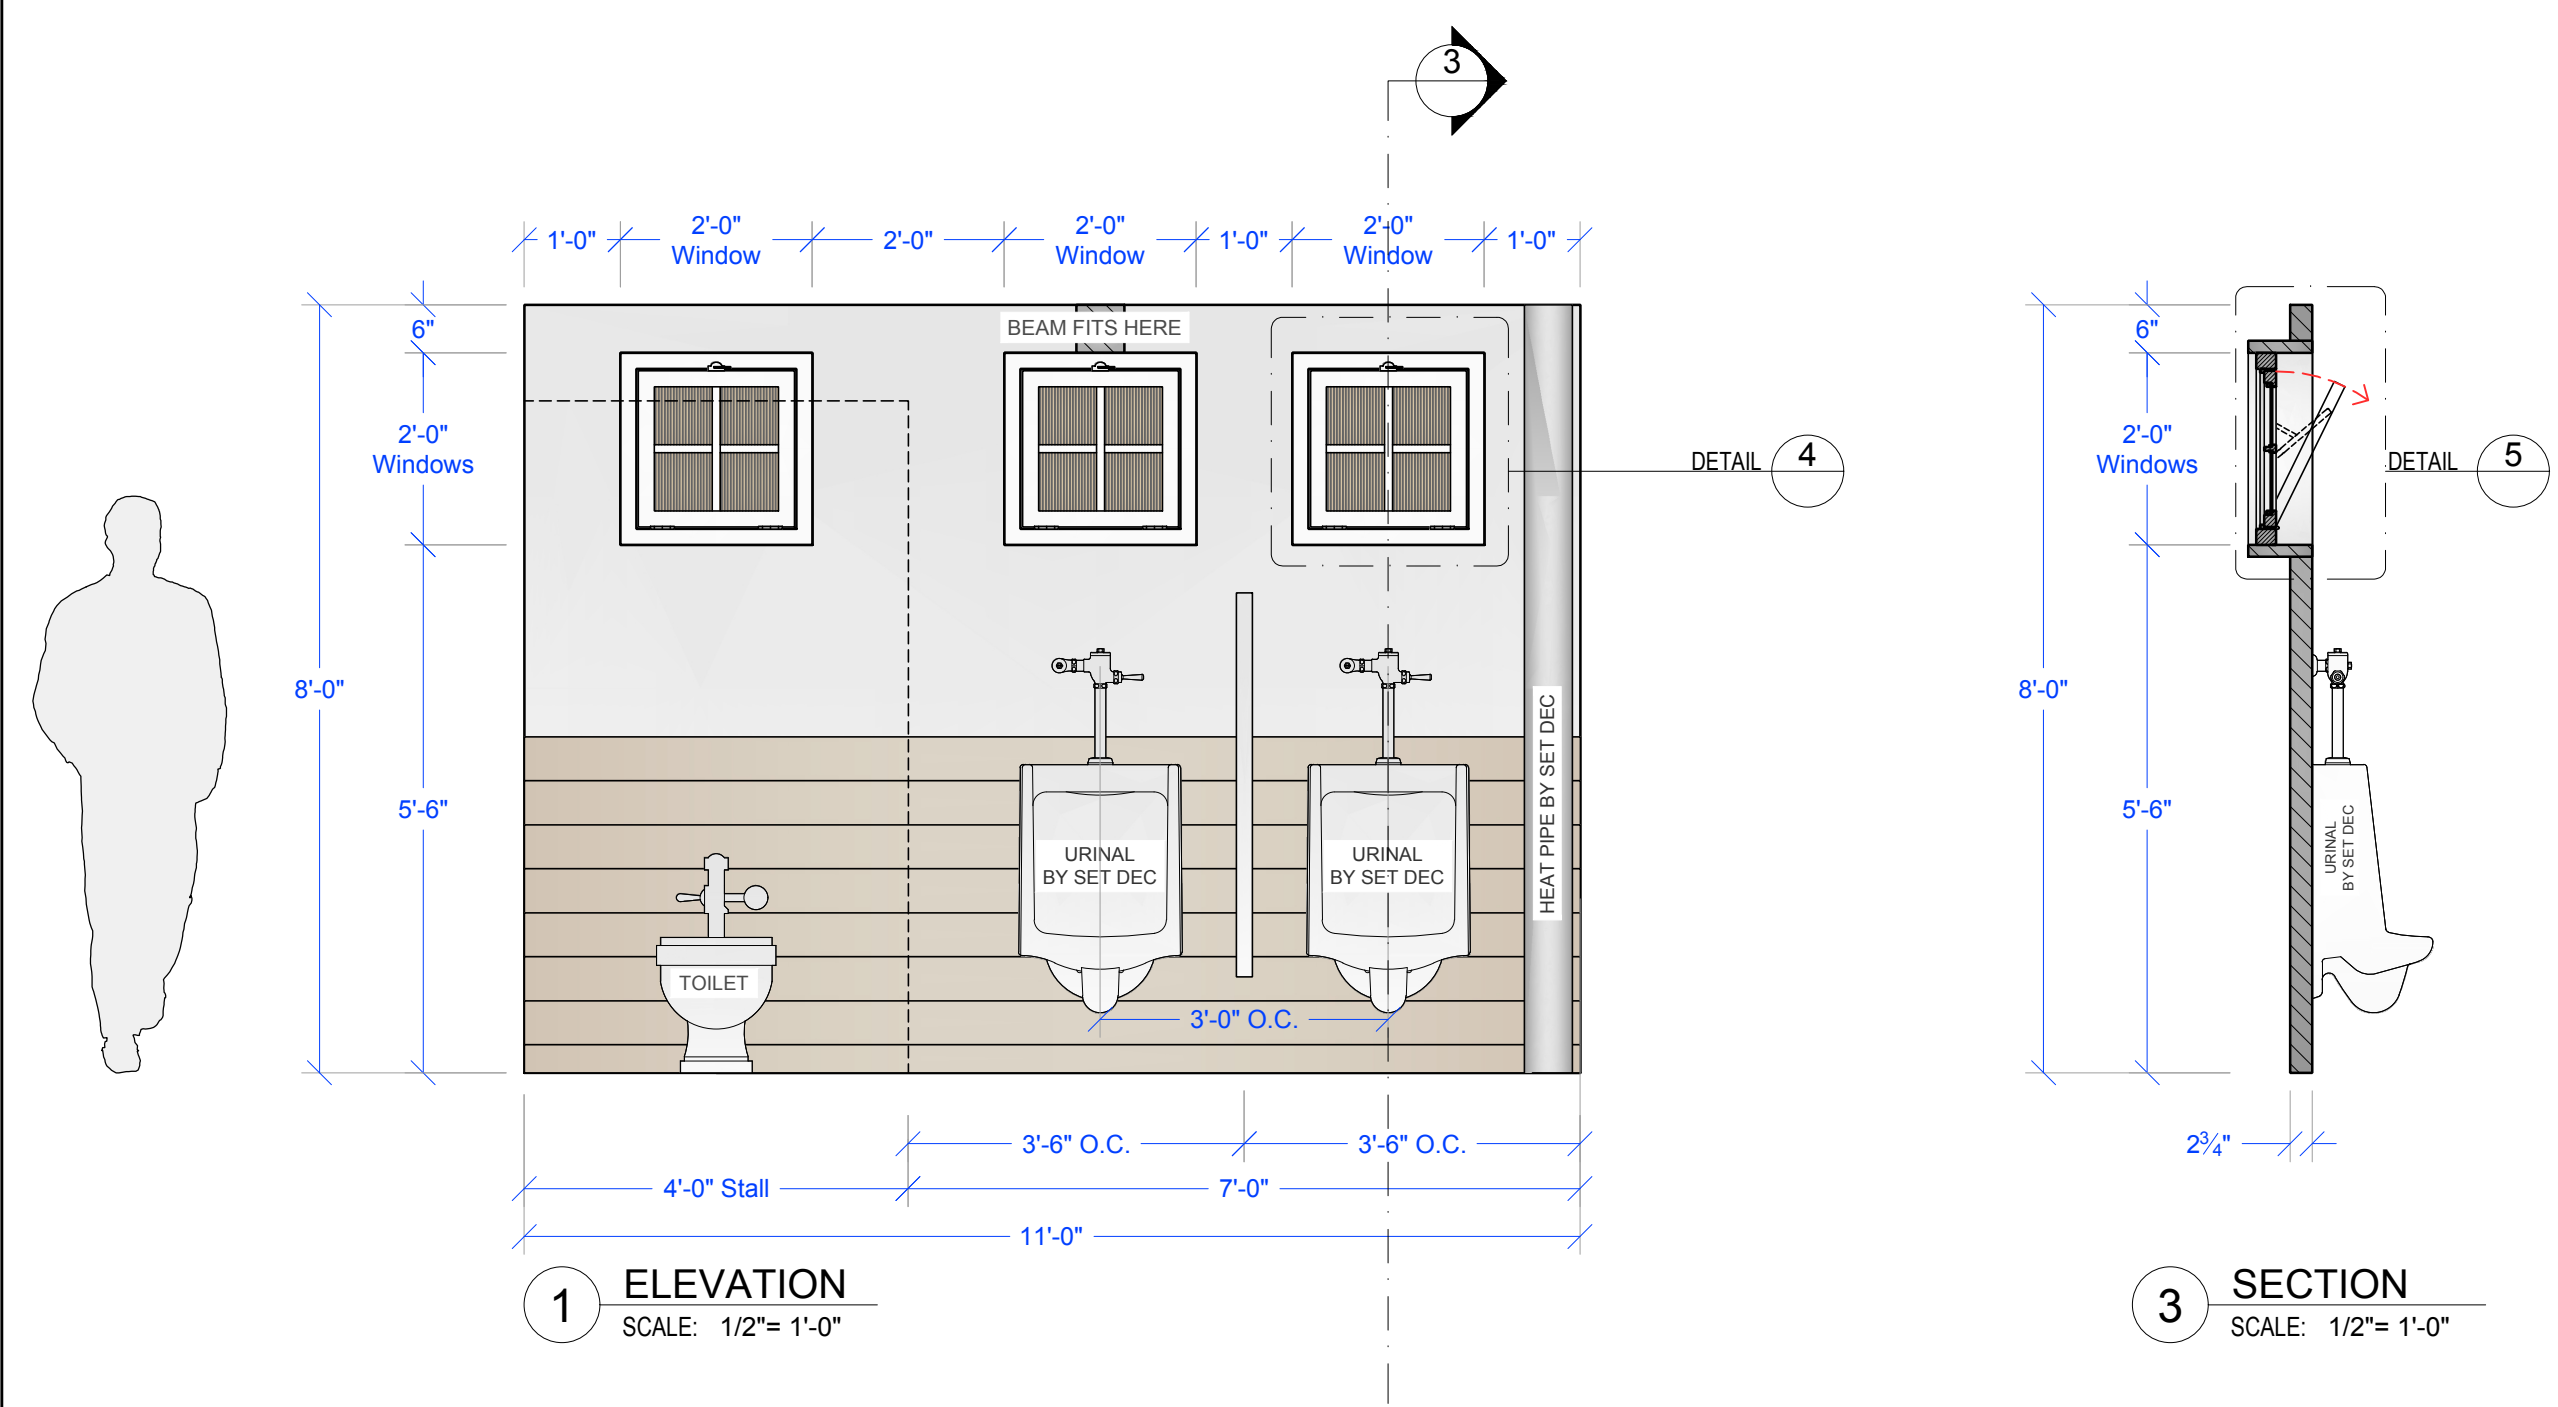 3
1'-0"
2'-0"
Window
2'-0"
2'-0"
Window
1'-0"
2'-0"
Window
1'-0"
6"
2'-0"
Windows
8'-0"
5'-6"
BEAM FITS HERE
DETAIL 4
HEAT PIPE BY SET DEC
URINAL
BY SET DEC
URINAL
BY SET DEC
TOILET
3'-0" O.C.
3'-6" O.C.
3'-6" O.C.
4'-0" Stall
7'-0"
11'-0"
1 ELEVATION
SCALE: 1/2"= 1'-0"
6"
2'-0"
Windows
DETAIL 5
8'-0"
5'-6"
URINAL
BY SET DEC
2¾"
3 SECTION
SCALE: 1/2"= 1'-0"